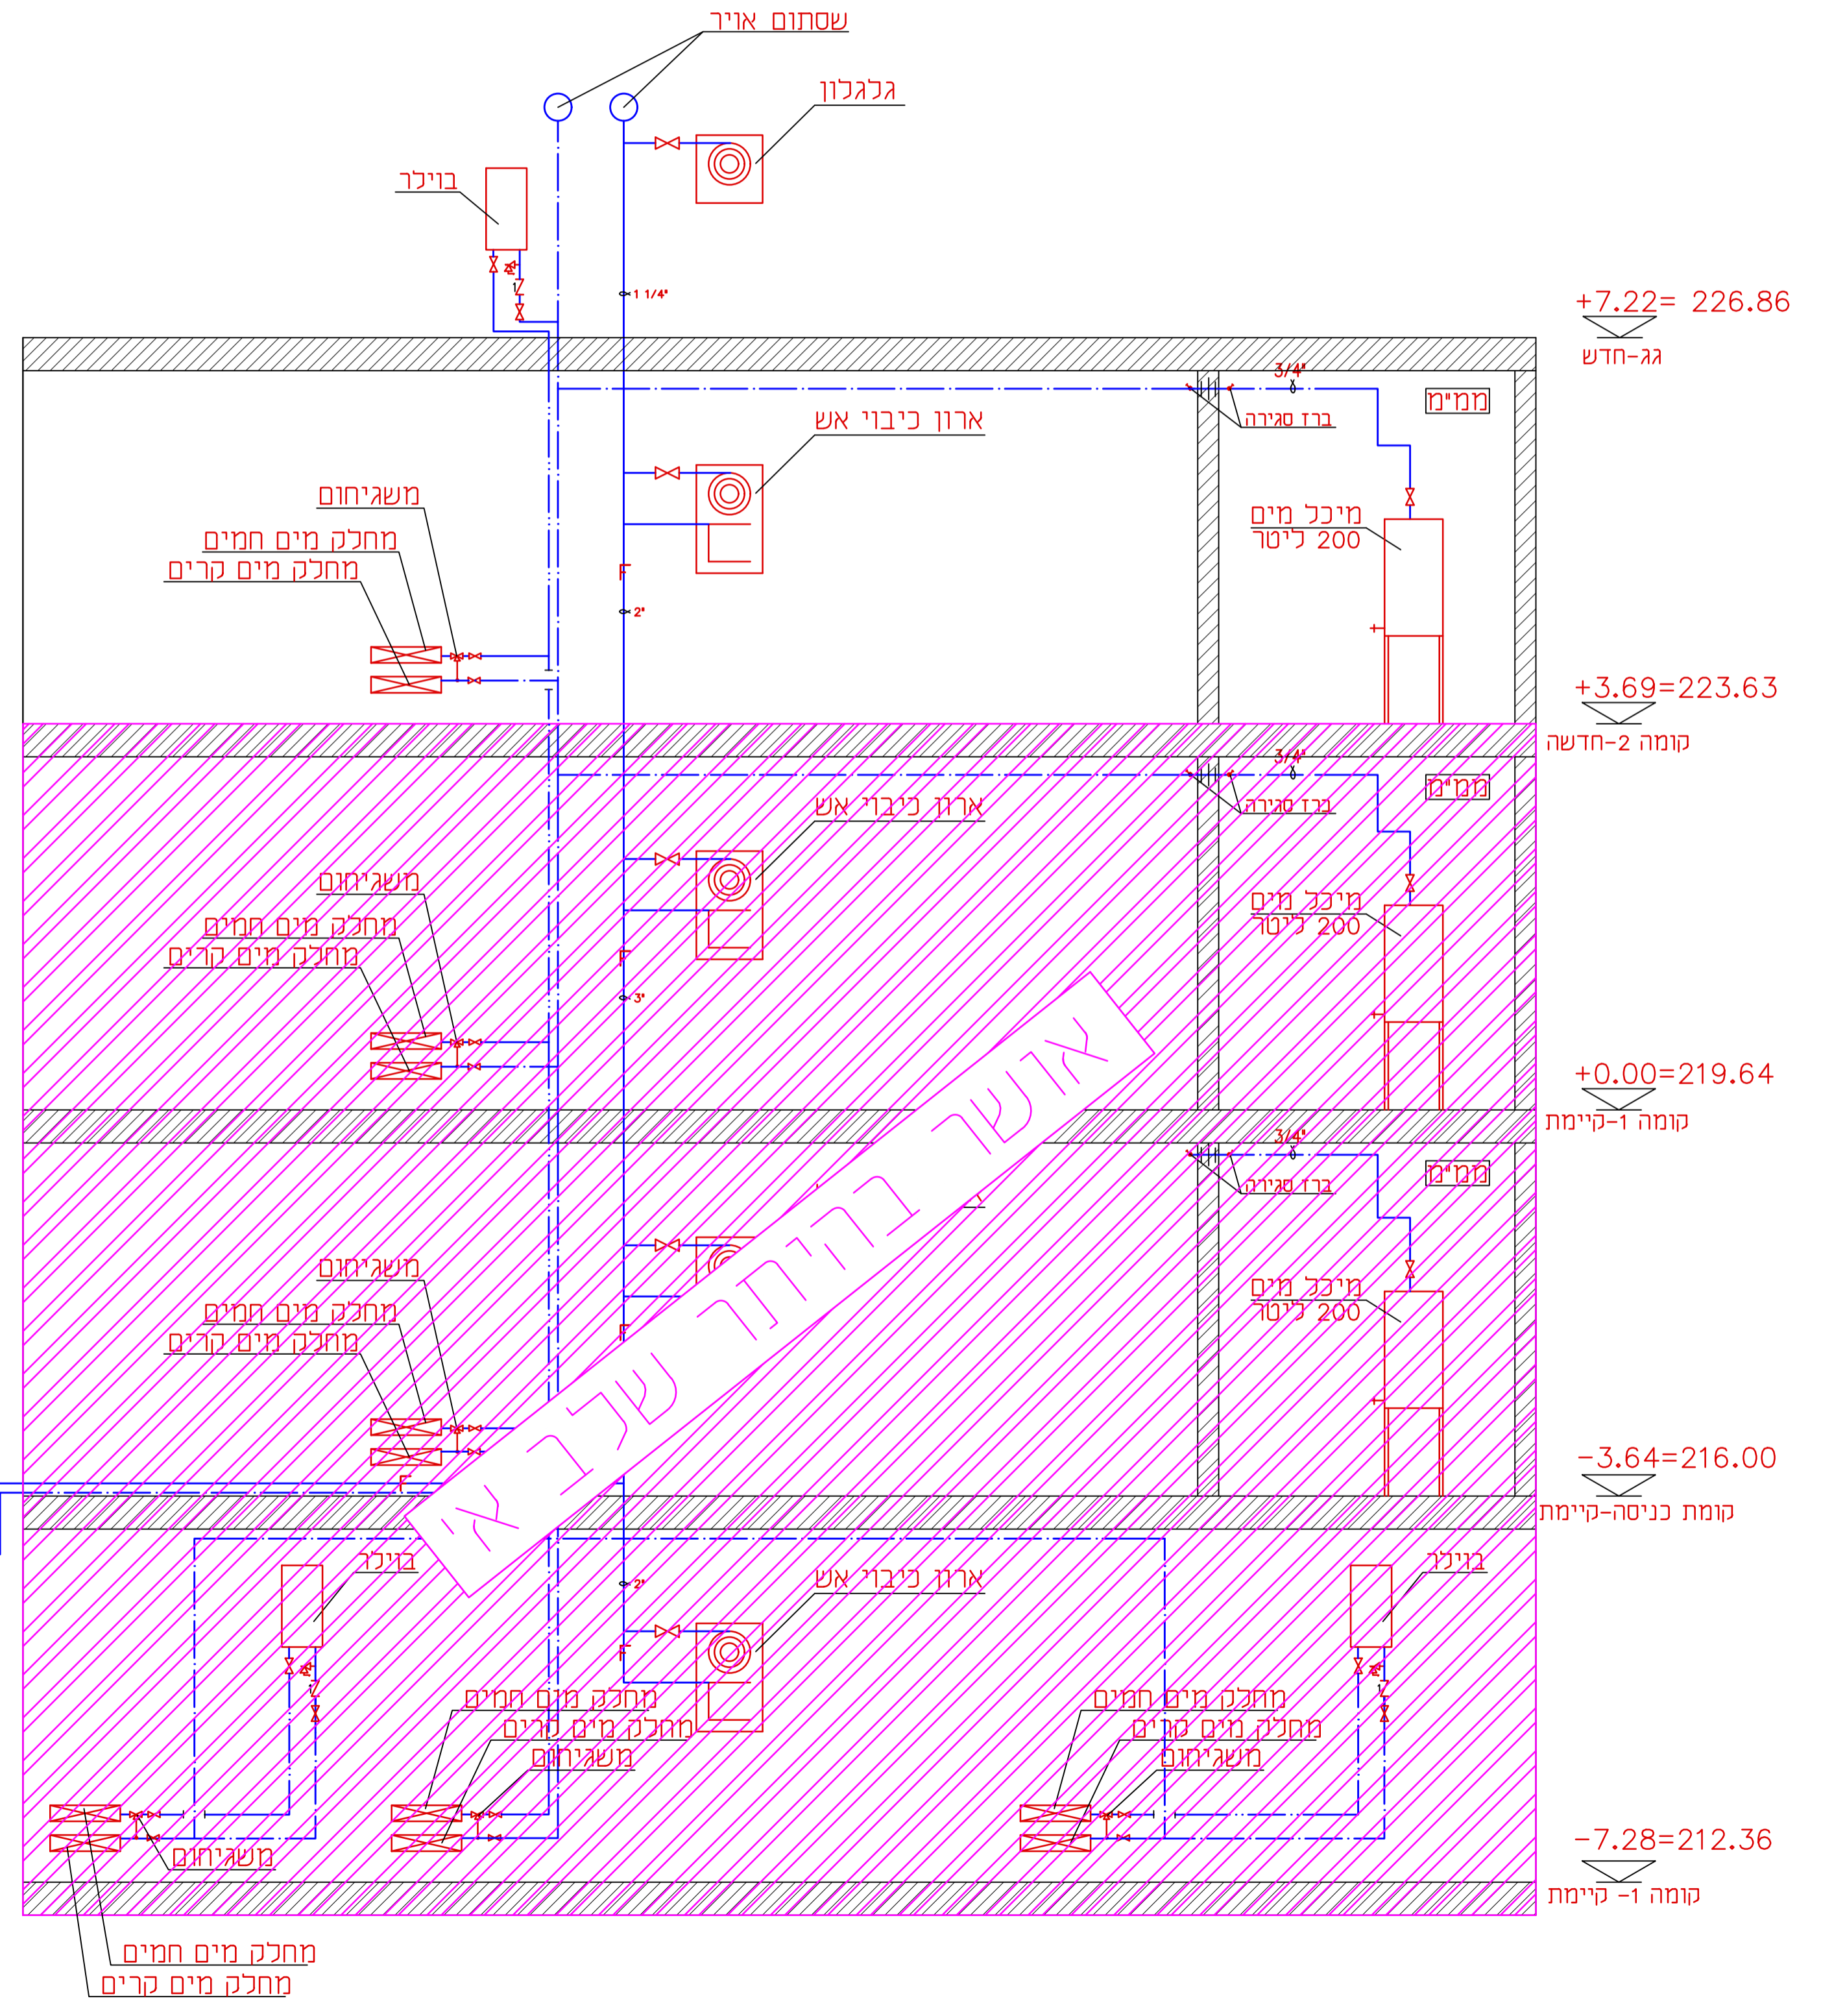 שסתום אויר
גלגלון
בוילר
1 1/4"
+7.22= 226.86
גג-חדש
3/4"
ממ"מ
ברז סגירה
ארון כיבוי אש
משגיחום
מחלק מים חמים
מחלק מים קרים
מיכל מים
200 ליטר
F
2"
+3.69=223.63
קומה 2-חדשה
3/4"
ממ"מ
ברז סגירה
ארון כיבוי אש
משגיחום
מחלק מים חמים
מחלק מים קרים
מיכל מים
200 ליטר
F
3"
+0.00=219.64
קומה 1-קיימת
3/4"
ממ"מ
ברז סגירה
משגיחום
מחלק מים חמים
מחלק מים קרים
מיכל מים
200 ליטר
F
אושר בהיתר שלב א
F
-3.64=216.00
קומת כניסה-קיימת
בוילר
2"
ארון כיבוי אש
בוילר
F
מחלק מים חמים
מחלק מים קרים
משגיחום
מחלק מים חמים
מחלק מים קרים
משגיחום
משגיחום
-7.28=212.36
קומה 1- קיימת
מחלק מים חמים
מחלק מים קרים